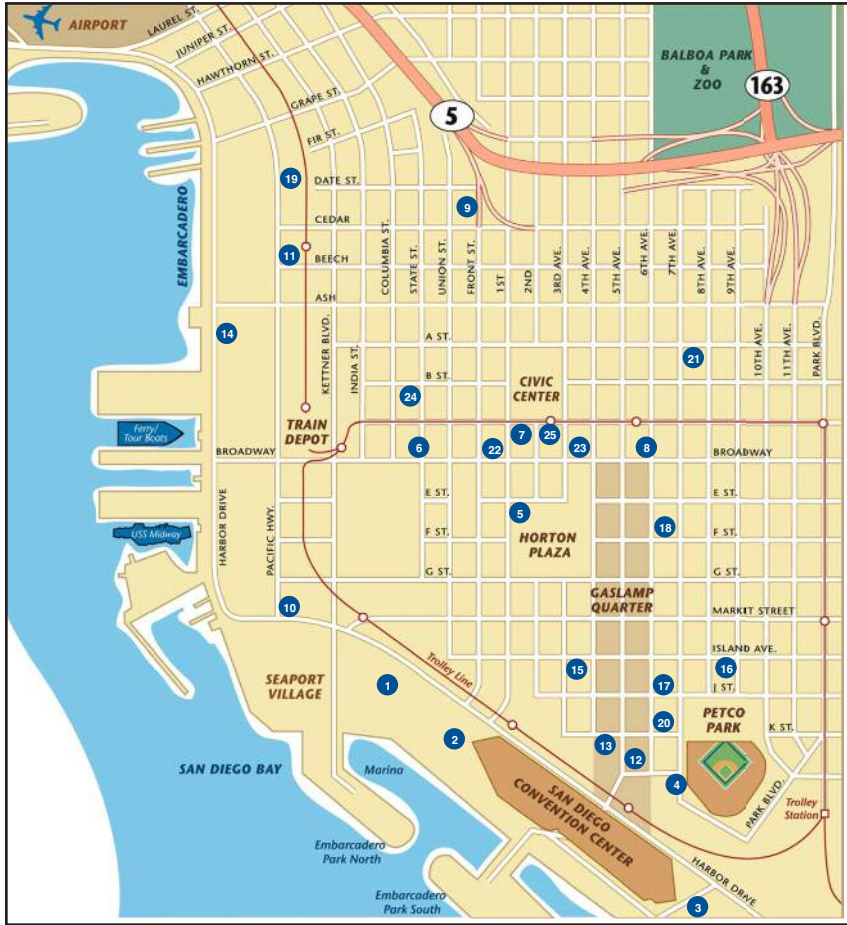 AIRPORT
LAUREL ST.
JUNIPER ST.
HAWTHORN ST.
GRAPE ST.
FIR ST.
BALBOA PARK
&
ZOO
163
5
19
DATE ST.
9
CEDAR
EMBARCADERO
11
BEECH
COLUMBIA ST.
STATE ST.
UNION ST.
FRONT ST.
1ST
2ND
3RD AVE.
4TH AVE.
5TH AVE.
6TH AVE.
7TH AVE.
8TH AVE.
9TH AVE.
ASH
14
KETTNER BLVD.
INDIA ST.
A ST.
10TH AVE.
11TH AVE.
PARK BLVD.
21
B ST.
CIVIC
CENTER
24
TRAIN
DEPOT
Ferry/
Tour Boats
BROADWAY
6
22
7
25
23
8
BROADWAY
E ST.
E ST.
HARBOR DRIVE
PACIFIC HWY.
5
USS Midway
F ST.
HORTON
PLAZA
18
F ST.
G ST.
G ST.
GASLAMP
QUARTER
10
MARKIT STREET
ISLAND AVE.
Trolley Line
15
16
SEAPORT
VILLAGE
1
17
J ST.
PETCO
PARK
20
K ST.
2
13
12
SAN DIEGO BAY
Marina
4
SAN DIEGO
CONVENTION CENTER
PARK BLVD.
Trolley
Station
Embarcadero
Park North
HARBOR DRIVE
Embarcadero
Park South
3